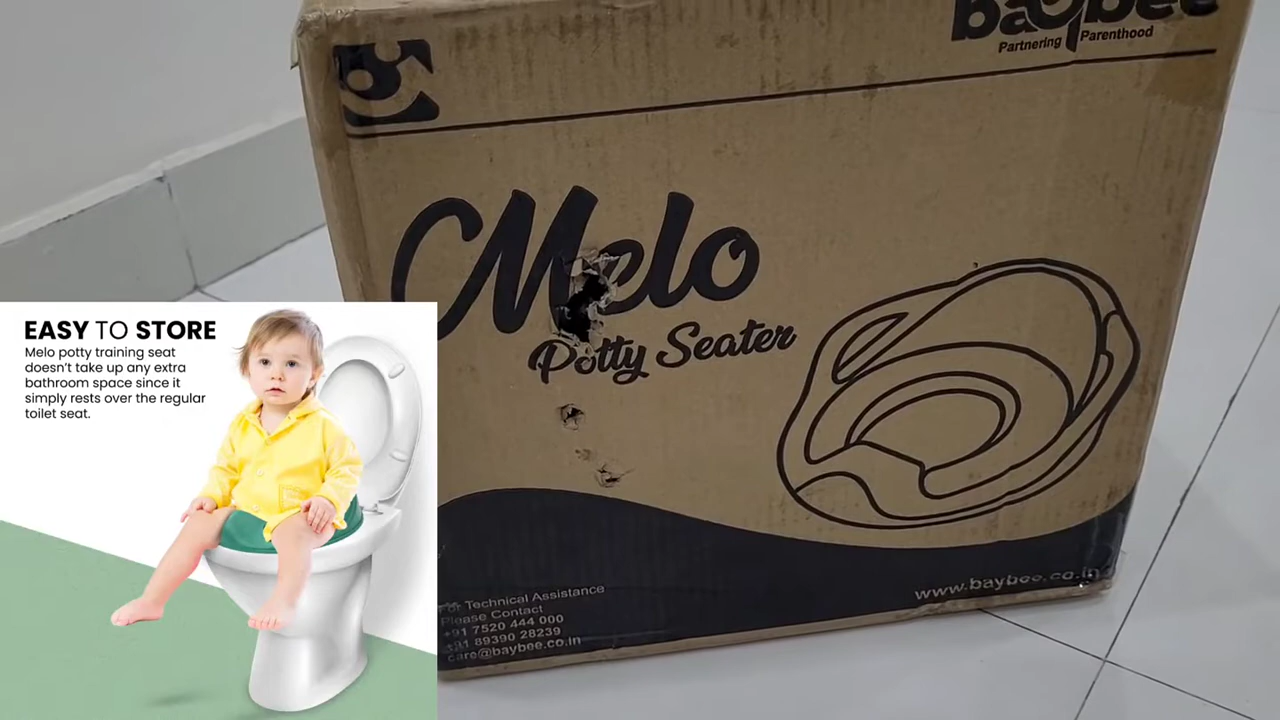 baybee
Partnering Parenthood
Melo
Potty Seater
EASY TO STORE
Melo potty training seat
doesn't take up any extra
bathroom space since it
simply rests over the regular
toilet seat.
For Technical Assistance
Please Contact
+91 7520 444 000
+91 89390 28239
care@baybee.co.in
www.baybee.co.in